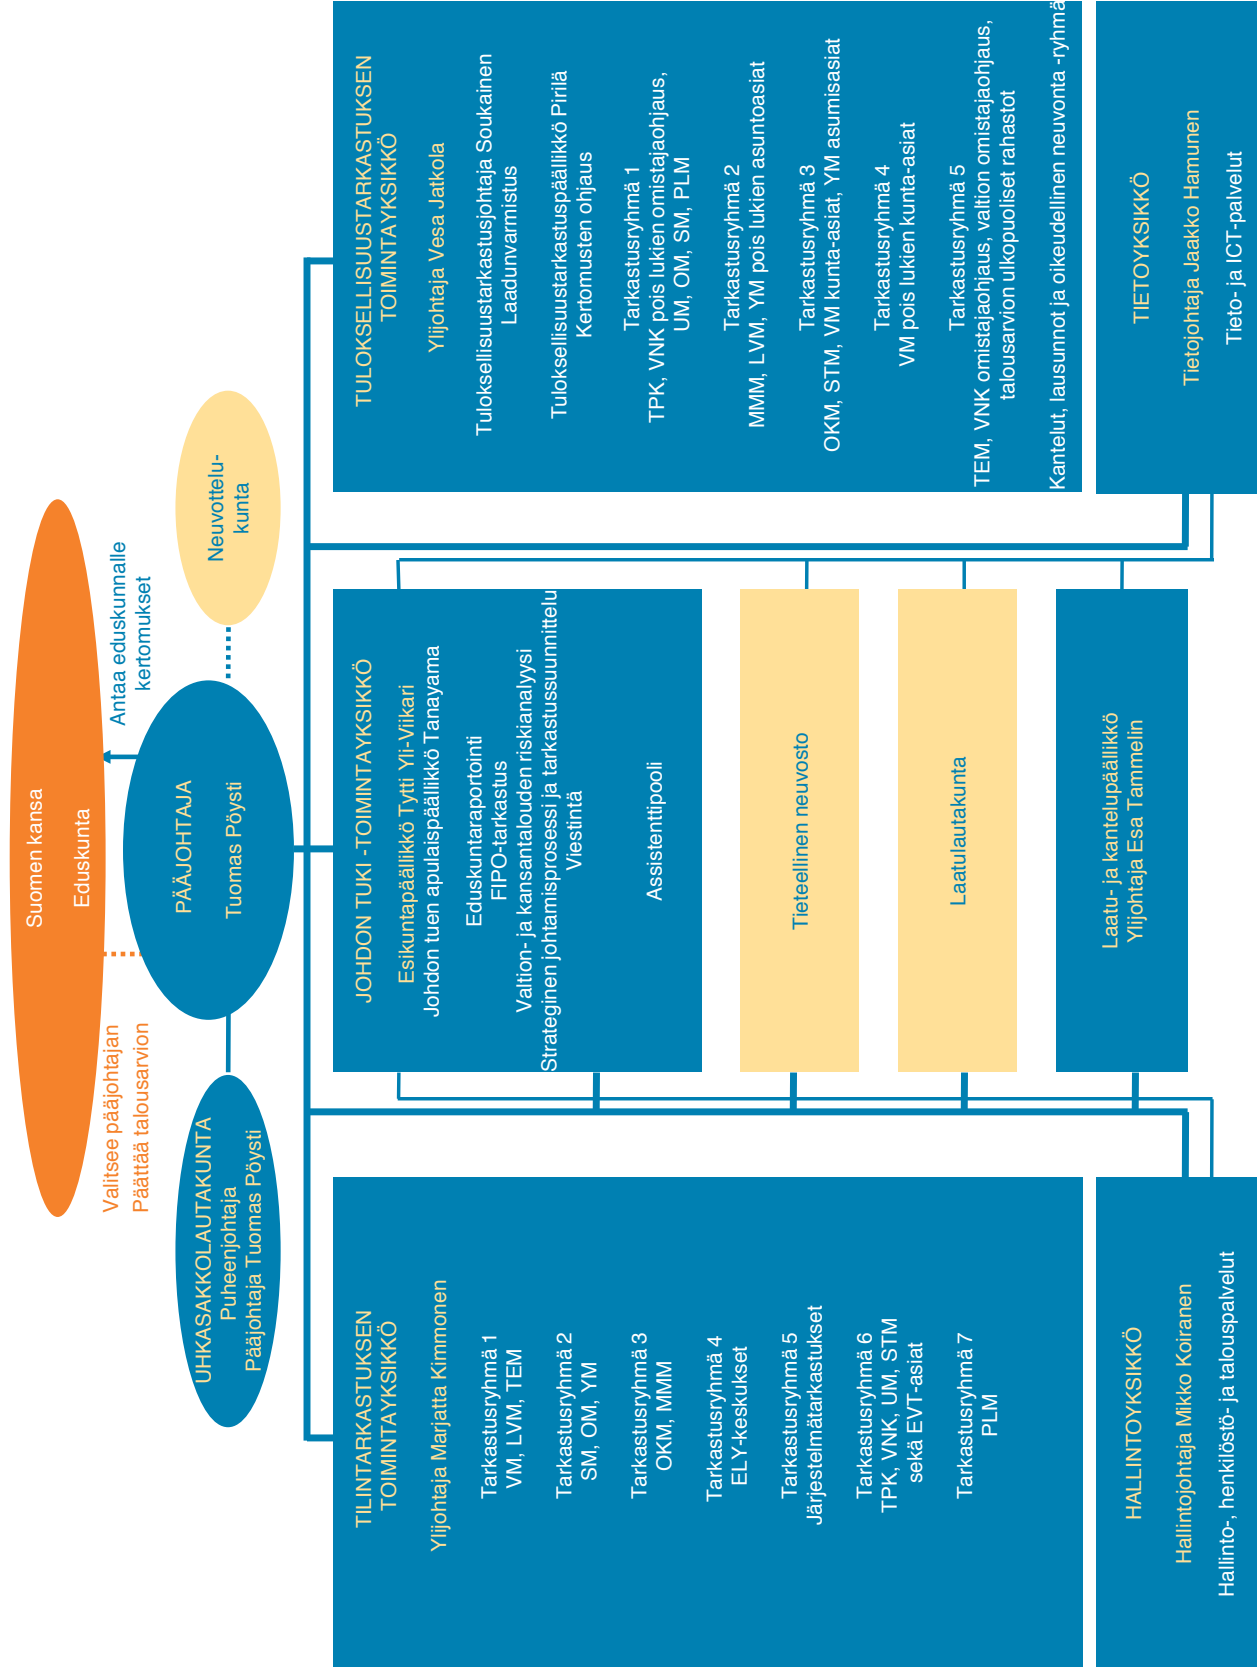 Suomen kansa
Eduskunta
Valitsee pääjohtajan
Päättää talousarvion
Antaa eduskunnalle
kertomukset
UHKASAKKOLAUTAKUNTA
Puheenjohtaja
Pääjohtaja Tuomas Pöysti
PÄÄJOHTAJA
Tuomas Pöysti
Neuvottelu-
kunta
TILINTARKASTUKSEN
TOIMINTAYKSIKKÖ
Ylijohtaja Marjatta Kimmonen
Tarkastusryhmä 1
VM, LVM, TEM
Tarkastusryhmä 2
SM, OM, YM
Tarkastusryhmä 3
OKM, MMM
Tarkastusryhmä 4
ELY-keskukset
Tarkastusryhmä 5
Järjestelmätarkastukset
Tarkastusryhmä 6
TPK, VNK, UM, STM
sekä EVT-asiat
Tarkastusryhmä 7
PLM
JOHDON TUKI -TOIMINTAYKSIKKÖ
Esikuntapäällikkö Tytti Yli-Viikari
Johdon tuen apulaispäällikkö Tanayama
Eduskuntaraportointi
FIPO-tarkastus
Valtion- ja kansantalouden riskianalyysi
Strateginen johtamisprosessi ja tarkastussuunnittelu
Viestintä
Assistenttipooli
Tieteellinen neuvosto
Laatulautakunta
Laatu- ja kantelupäällikkö
Ylijohtaja Esa Tammelin
TULOKSELLISUUSTARKASTUKSEN
TOIMINTAYKSIKKÖ
Ylijohtaja Vesa Jatkola
Tuloksellisuustarkastusjohtaja Soukainen
Laadunvarmistus
Tuloksellisuustarkastuspäällikkö Pirilä
Kertomusten ohjaus
Tarkastusryhmä 1
TPK, VNK pois lukien omistajaohjaus,
UM, OM, SM, PLM
Tarkastusryhmä 2
MMM, LVM, YM pois lukien asuntoasiat
Tarkastusryhmä 3
OKM, STM, VM kunta-asiat, YM asumisasiat
Tarkastusryhmä 4
VM pois lukien kunta-asiat
Tarkastusryhmä 5
TEM, VNK omistajaohjaus, valtion omistajaohjaus,
talousarvion ulkopuoliset rahastot
Kantelut, lausunnot ja oikeudellinen neuvonta -ryhmä
HALLINTOYKSIKKÖ
Hallintojohtaja Mikko Koiranen
Hallinto-, henkilöstö- ja talouspalvelut
TIETOYKSIKKÖ
Tietojohtaja Jaakko Hamunen
Tieto- ja ICT-palvelut